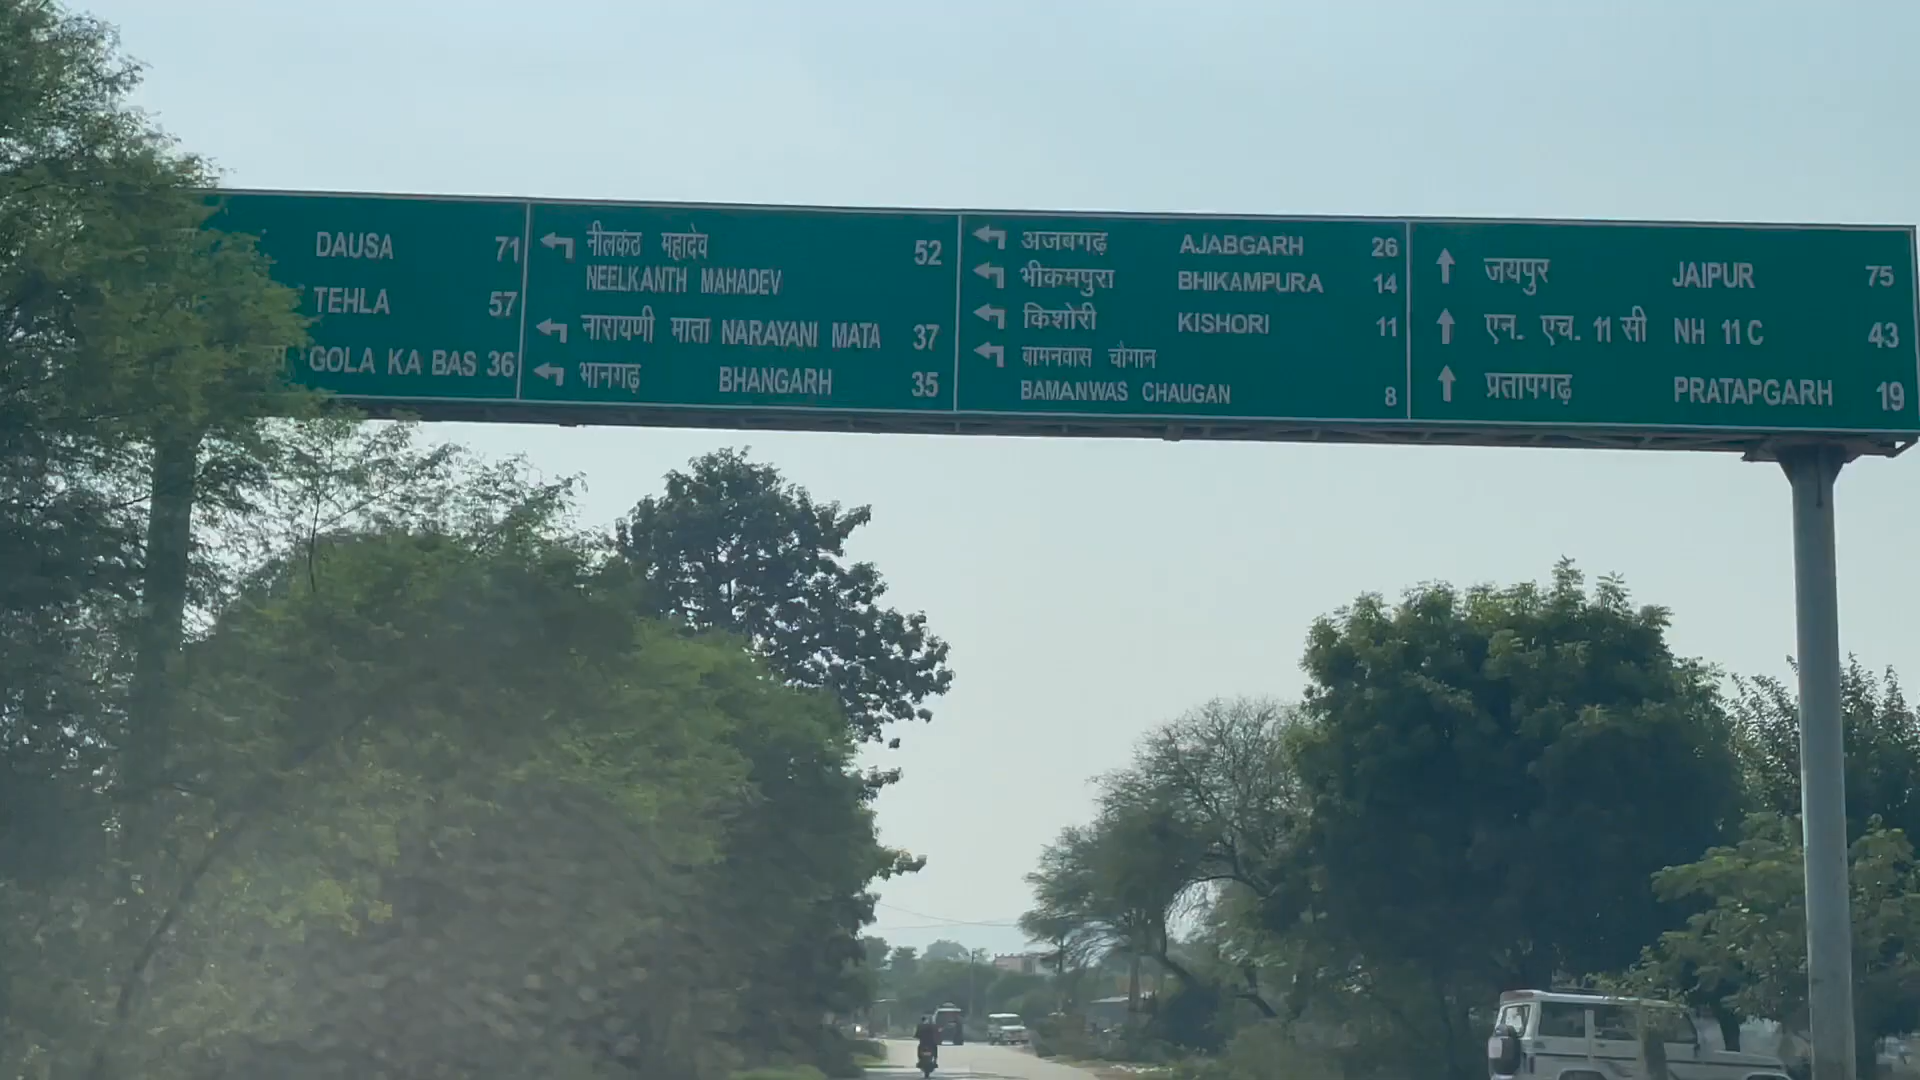 DAUSA 71
TEHLA 57
GOLA KA BAS 36
नीलकंठ महादेव 52
NEELKANTH MAHADEV
नारायणी माता NARAYANI MATA 37
भानगढ़ BHANGARH 35
अजबगढ़ AJABGARH 26
भीकमपुरा BHIKAMPURA 14
किशोरी KISHORI 11
बामनवास चौगान
BAMANWAS CHAUGAN 8
जयपुर JAIPUR 75
एन. एच. 11 सी NH 11 C 43
प्रतापगढ़ PRATAPGARH 19